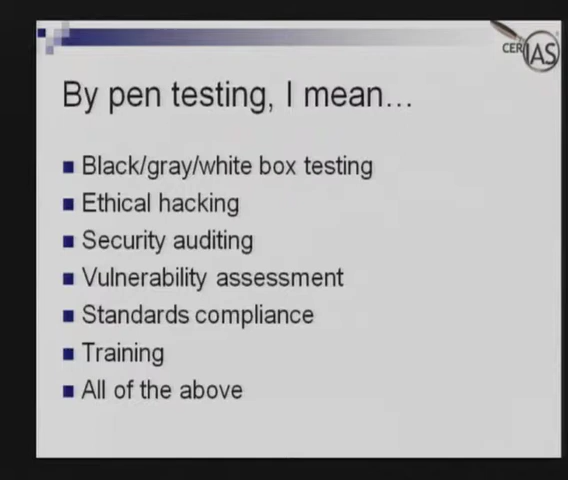 CERIAS
By pen testing, I mean...
Black/gray/white box testing
Ethical hacking
Security auditing
Vulnerability assessment
Standards compliance
Training
All of the above